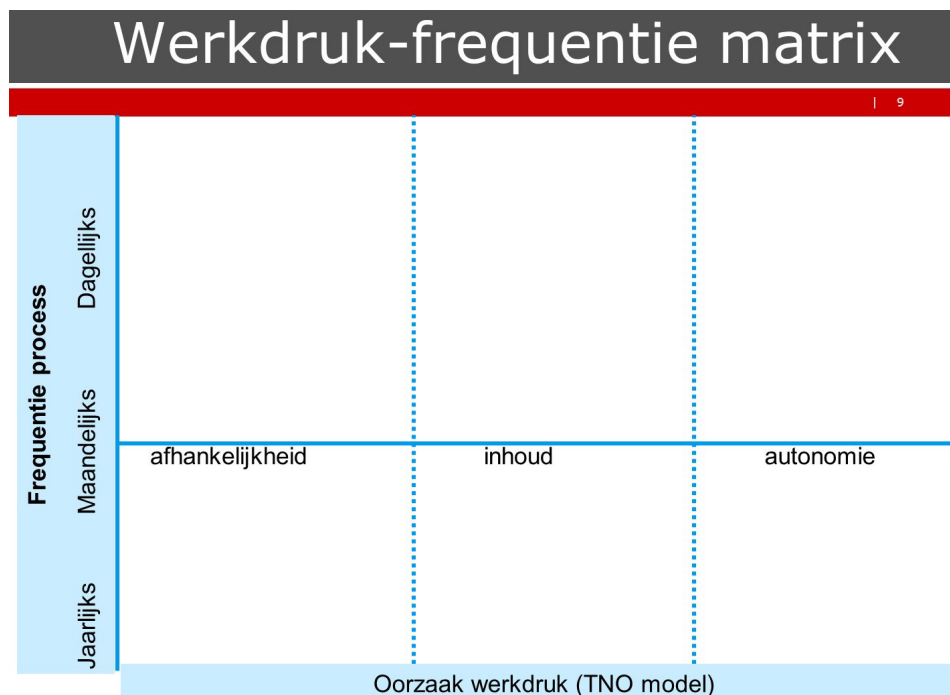 Werkdruk-frequentie matrix
| 9
Frequentie process
Dagelijks
Maandelijks
Jaarlijks
afhankelijkheid
inhoud
autonomie
Oorzaak werkdruk (TNO model)